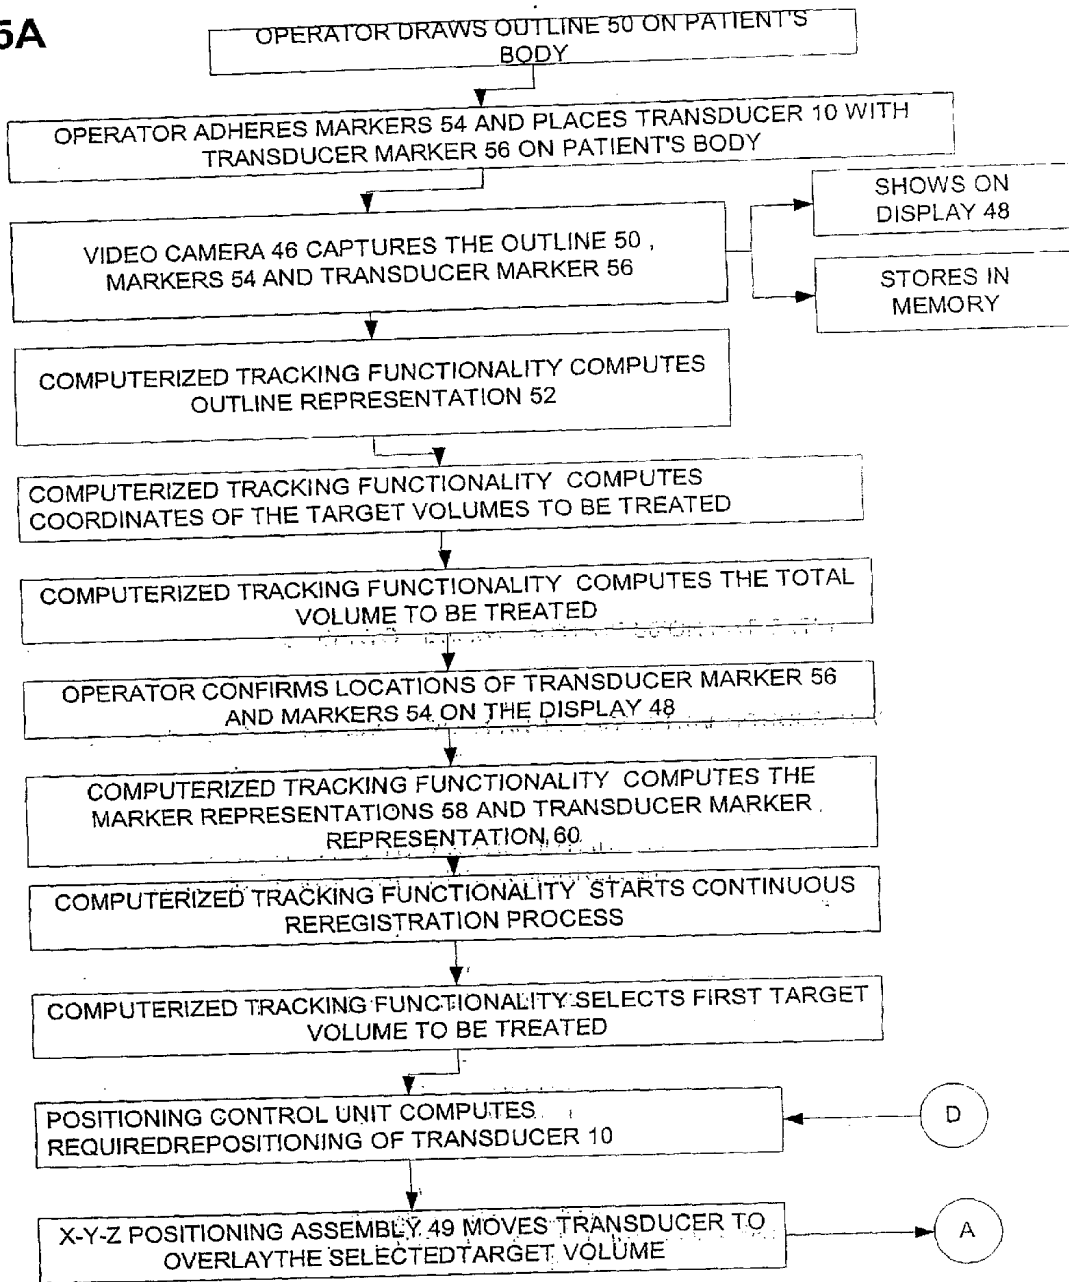 5A
OPERATOR DRAWS OUTLINE 50 ON PATIENT'S
BODY
OPERATOR ADHERES MARKERS 54 AND PLACES TRANSDUCER 10 WITH
TRANSDUCER MARKER 56 ON PATIENT'S BODY
VIDEO CAMERA 46 CAPTURES THE OUTLINE 50 ,
MARKERS 54 AND TRANSDUCER MARKER 56
SHOWS ON
DISPLAY 48
STORES IN
MEMORY
COMPUTERIZED TRACKING FUNCTIONALITY COMPUTES
OUTLINE REPRESENTATION 52
COMPUTERIZED TRACKING FUNCTIONALITY COMPUTES
COORDINATES OF THE TARGET VOLUMES TO BE TREATED
COMPUTERIZED TRACKING FUNCTIONALITY COMPUTES THE TOTAL
VOLUME TO BE TREATED
OPERATOR CONFIRMS LOCATIONS OF TRANSDUCER MARKER 56
AND MARKERS 54 ON THE DISPLAY 48
COMPUTERIZED TRACKING FUNCTIONALITY COMPUTES THE
MARKER REPRESENTATIONS 58 AND TRANSDUCER MARKER
REPRESENTATION 60
COMPUTERIZED TRACKING FUNCTIONALITY STARTS CONTINUOUS
REREGISTRATION PROCESS
COMPUTERIZED TRACKING FUNCTIONALITY SELECTS FIRST TARGET
VOLUME TO BE TREATED
POSITIONING CONTROL UNIT COMPUTES
REQUIREDREPOSITIONING OF TRANSDUCER 10
D
X-Y-Z POSITIONING ASSEMBLY 49 MOVES TRANSDUCER TO
OVERLAYTHE SELECTEDTARGET VOLUME
A